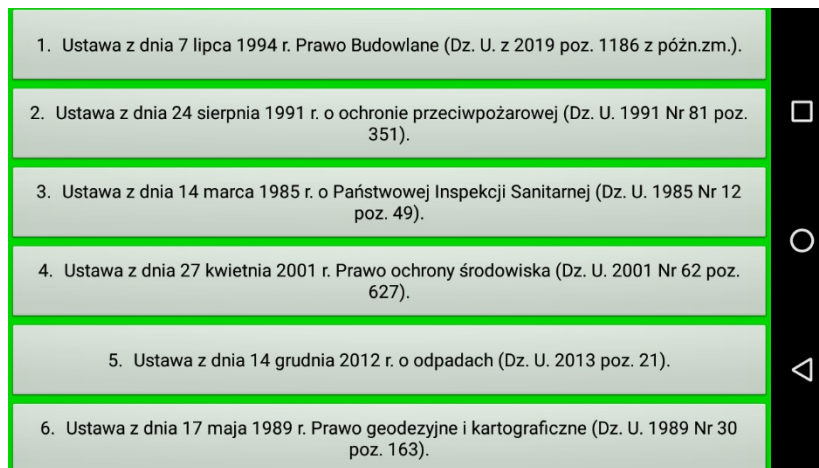 1. Ustawa z dnia 7 lipca 1994 r. Prawo Budowlane (Dz. U. z 2019 poz. 1186 z póżn.zm.).
2. Ustawa z dnia 24 sierpnia 1991 r. o ochronie przeciwpożarowej (Dz. U. 1991 Nr 81 poz.
351).
3. Ustawa z dnia 14 marca 1985 r. o Państwowej Inspekcji Sanitarnej (Dz. U. 1985 Nr 12
poz. 49).
4. Ustawa z dnia 27 kwietnia 2001 r. Prawo ochrony środowiska (Dz. U. 2001 Nr 62 poz.
627).
5. Ustawa z dnia 14 grudnia 2012 r. o odpadach (Dz. U. 2013 poz. 21).
6. Ustawa z dnia 17 maja 1989 r. Prawo geodezyjne i kartograficzne (Dz. U. 1989 Nr 30
poz. 163).